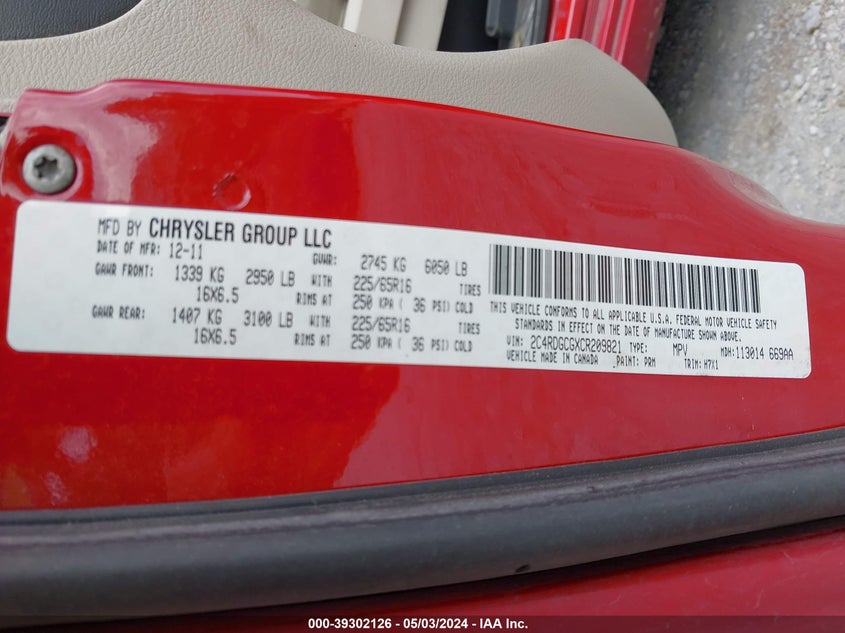 MFD BY CHRYSLER GROUP LLC
DATE OF MFR: 12-11 GVWR: 2745 KG 6050 LB
GAWR FRONT: 1339 KG 2950 LB WITH 225/65R16 TIRES
16X6.5 RIMS AT 250 KPA ( 36 PSI) COLD
GAWR REAR: 1407 KG 3100 LB WITH 225/65R16 TIRES
16X6.5 RIMS AT 250 KPA ( 36 PSI) COLD
THIS VEHICLE CONFORMS TO ALL APPLICABLE U.S.A. FEDERAL MOTOR VEHICLE SAFETY
STANDARDS IN EFFECT ON THE DATE OF MANUFACTURE SHOWN ABOVE.
VIN: 2C4RDGCGXCR209821 TYPE: MPV MDH:113014 669AA
VEHICLE MADE IN CANADA PAINT: PRM TRIM: H7X1
000-39302126 - 05/03/2024 - IAA Inc.